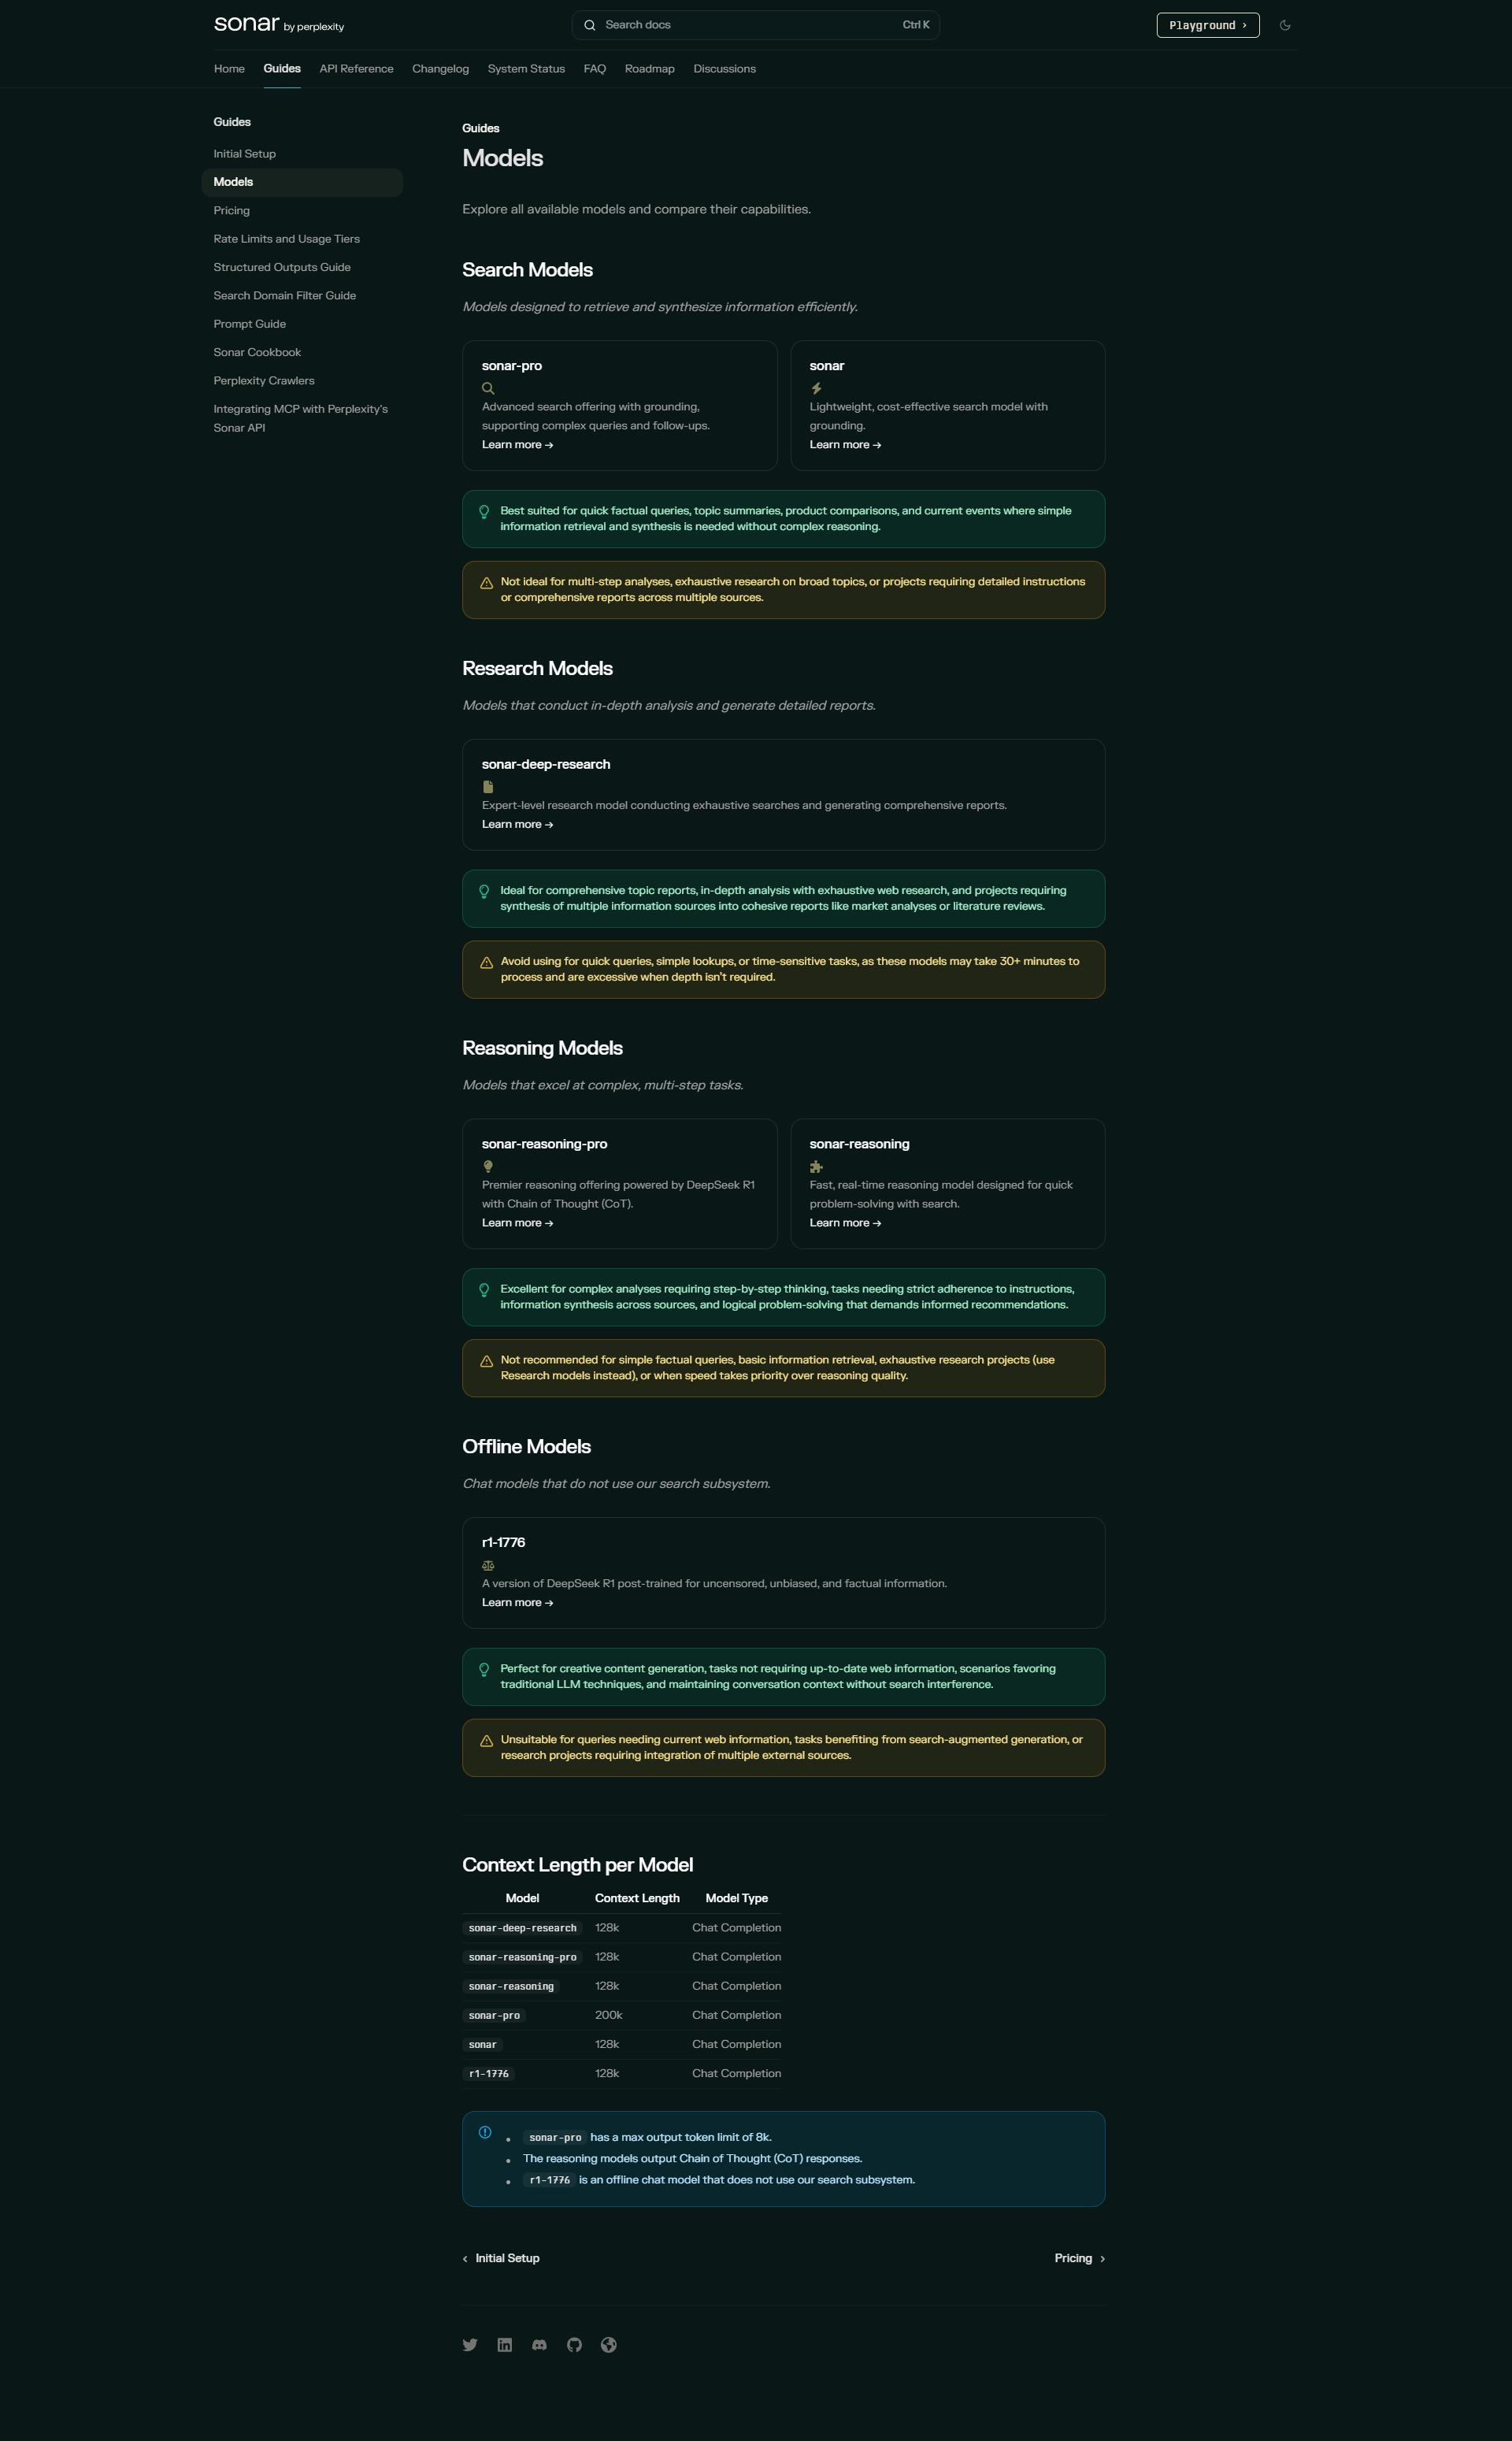 sonar by perplexity
Search docs
Ctrl K
Playground ›
Home
Guides
API Reference
Changelog
System Status
FAQ
Roadmap
Discussions
Guides
Initial Setup
Models
Pricing
Rate Limits and Usage Tiers
Structured Outputs Guide
Search Domain Filter Guide
Prompt Guide
Sonar Cookbook
Perplexity Crawlers
Integrating MCP with Perplexity's
Sonar API
Guides
Models
Explore all available models and compare their capabilities.
Search Models
Models designed to retrieve and synthesize information efficiently.
sonar-pro
Advanced search offering with grounding,
supporting complex queries and follow-ups.
Learn more →
sonar
Lightweight, cost-effective search model with
grounding.
Learn more →
Best suited for quick factual queries, topic summaries, product comparisons, and current events where simple
information retrieval and synthesis is needed without complex reasoning.
Not ideal for multi-step analyses, exhaustive research on broad topics, or projects requiring detailed instructions
or comprehensive reports across multiple sources.
Research Models
Models that conduct in-depth analysis and generate detailed reports.
sonar-deep-research
Expert-level research model conducting exhaustive searches and generating comprehensive reports.
Learn more →
Ideal for comprehensive topic reports, in-depth analysis with exhaustive web research, and projects requiring
synthesis of multiple information sources into cohesive reports like market analyses or literature reviews.
Avoid using for quick queries, simple lookups, or time-sensitive tasks, as these models may take 30+ minutes to
process and are excessive when depth isn't required.
Reasoning Models
Models that excel at complex, multi-step tasks.
sonar-reasoning-pro
Premier reasoning offering powered by DeepSeek R1
with Chain of Thought (CoT).
Learn more →
sonar-reasoning
Fast, real-time reasoning model designed for quick
problem-solving with search.
Learn more →
Excellent for complex analyses requiring step-by-step thinking, tasks needing strict adherence to instructions,
information synthesis across sources, and logical problem-solving that demands informed recommendations.
Not recommended for simple factual queries, basic information retrieval, exhaustive research projects (use
Research models instead), or when speed takes priority over reasoning quality.
Offline Models
Chat models that do not use our search subsystem.
r1-1776
A version of DeepSeek R1 post-trained for uncensored, unbiased, and factual information.
Learn more →
Perfect for creative content generation, tasks not requiring up-to-date web information, scenarios favoring
traditional LLM techniques, and maintaining conversation context without search interference.
Unsuitable for queries needing current web information, tasks benefiting from search-augmented generation, or
research projects requiring integration of multiple external sources.
Context Length per Model
Model Context Length Model Type
sonar-deep-research 128k Chat Completion
sonar-reasoning-pro 128k Chat Completion
sonar-reasoning 128k Chat Completion
sonar-pro 200k Chat Completion
sonar 128k Chat Completion
r1-1776 128k Chat Completion
• sonar-pro has a max output token limit of 8k.
• The reasoning models output Chain of Thought (CoT) responses.
• r1-1776 is an offline chat model that does not use our search subsystem.
‹ Initial Setup
Pricing ›